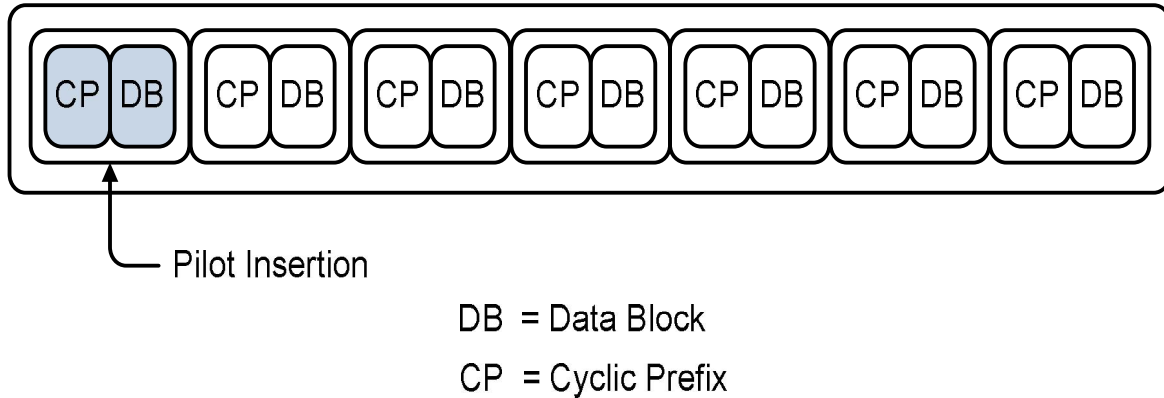 CP DB CP DB CP DB CP DB CP DB CP DB CP DB
Pilot Insertion
DB = Data Block
CP = Cyclic Prefix